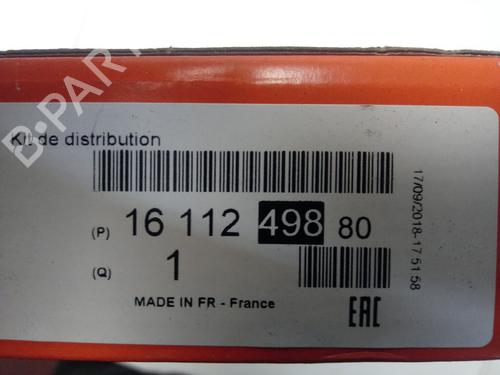 B-PARTS
Kit de distribution
(P) 16 112 498 80
(Q) 1
MADE IN FR - France
EAC
17/09/2018-17 51 58